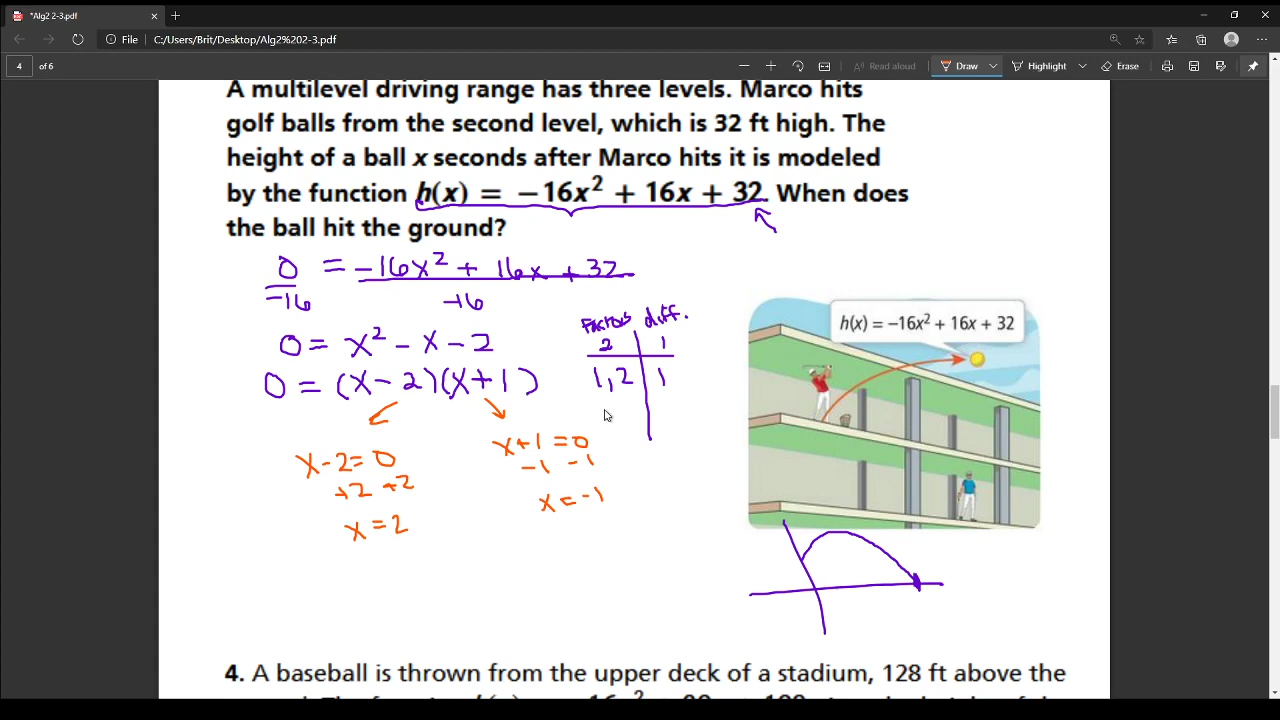 *Alg2 2-3.pdf
File C:/Users/Brit/Desktop/Alg2%202-3.pdf
4 of 6 Read aloud Draw Highlight Erase
A multilevel driving range has three levels. Marco hits
golf balls from the second level, which is 32 ft high. The
height of a ball x seconds after Marco hits it is modeled
by the function h(x) = −16x² + 16x + 32. When does
the ball hit the ground?
0 = -16x² + 16x + 32
-16 -16
0 = x² - x - 2
0 = (x - 2)(x + 1)
Factors diff.
2 1
1,2 1
x - 2 = 0
+2 +2
x = 2
x + 1 = 0
-1 -1
x = -1
h(x) = −16x² + 16x + 32
4. A baseball is thrown from the upper deck of a stadium, 128 ft above the